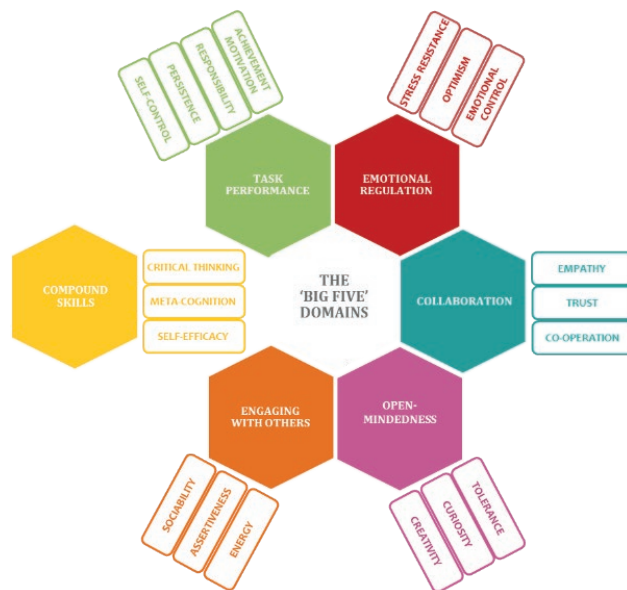 ACHIEVEMENT
MOTIVATION
RESPONSIBILITY
PERSISTENCE
SELF-CONTROL
STRESS RESISTANCE
OPTIMISM
EMOTIONAL
CONTROL
TASK
PERFORMANCE
EMOTIONAL
REGULATION
COMPOUND
SKILLS
CRITICAL THINKING
META-COGNITION
SELF-EFFICACY
THE
'BIG FIVE'
DOMAINS
COLLABORATION
EMPATHY
TRUST
CO-OPERATION
ENGAGING
WITH OTHERS
OPEN-
MINDEDNESS
SOCIABILITY
ASSERTIVENESS
ENERGY
CREATIVITY
CURIOSITY
TOLERANCE